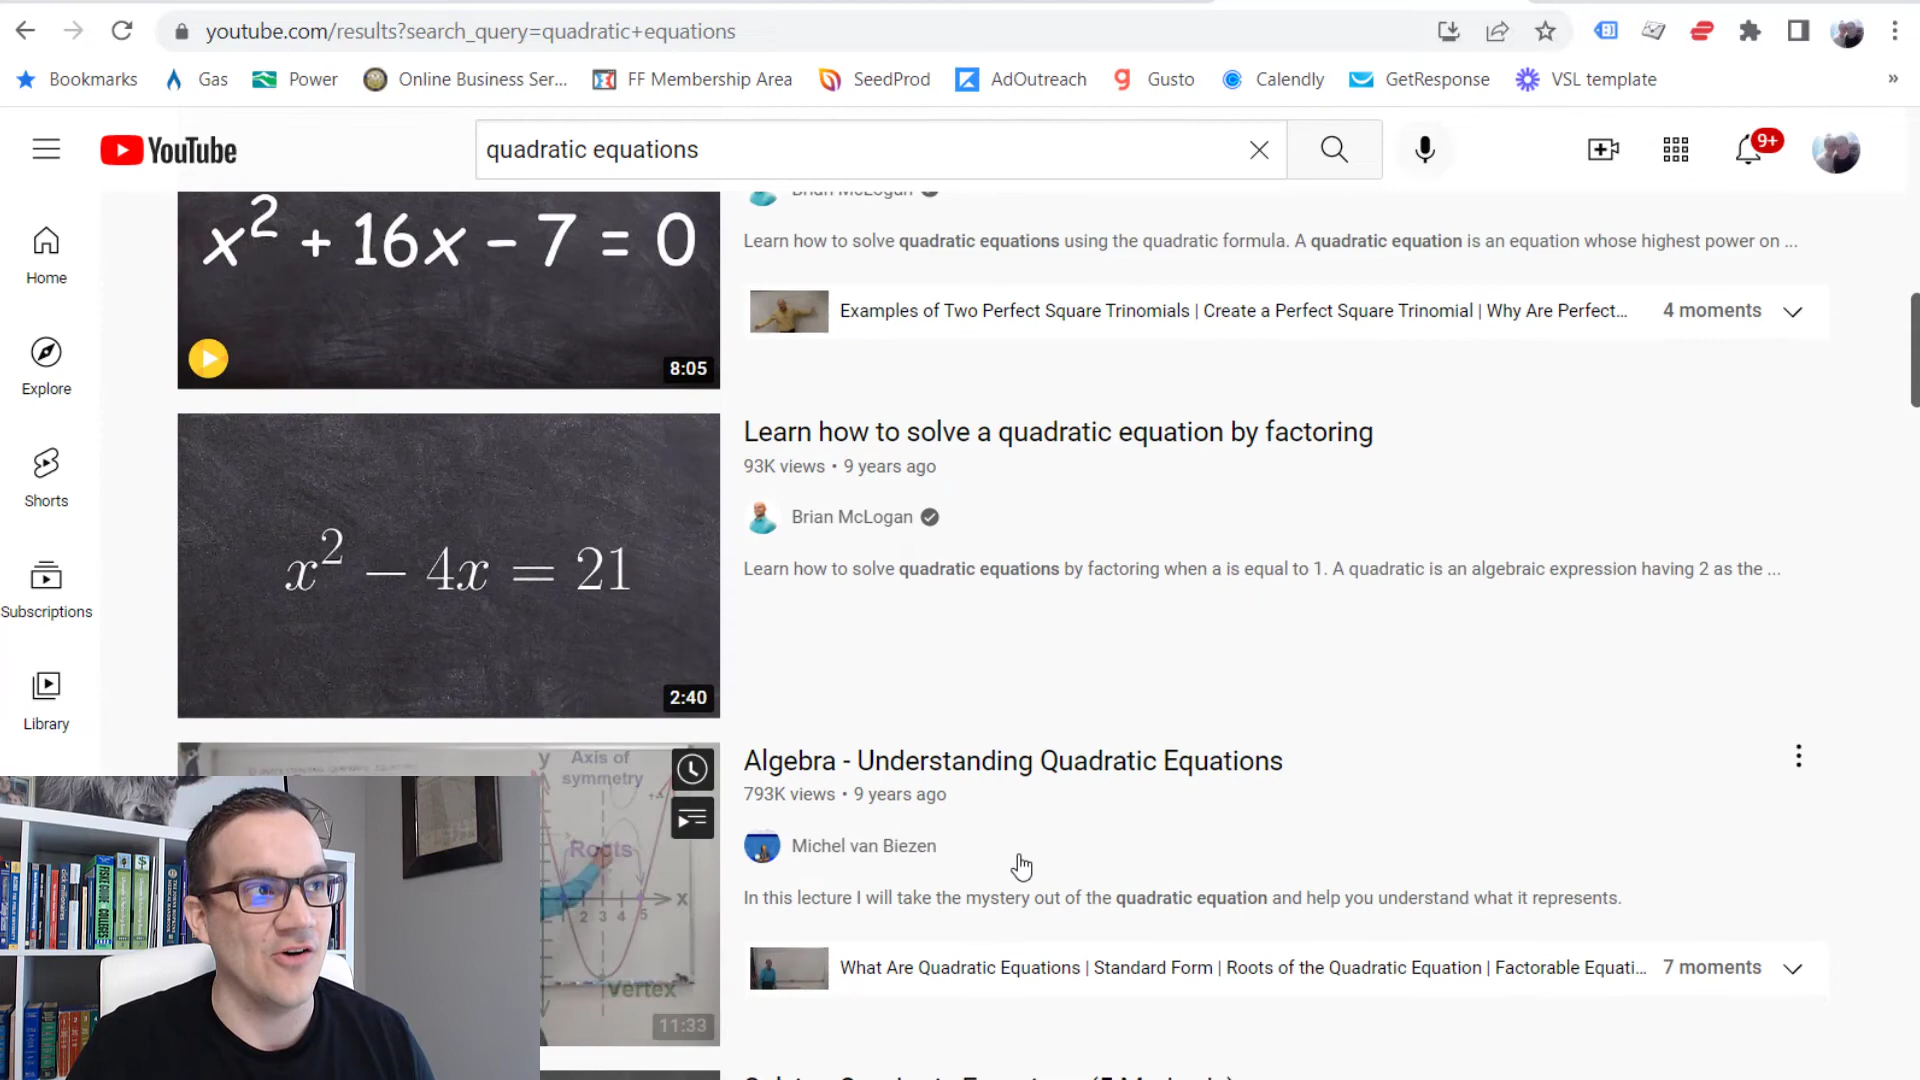 youtube.com/results?search_query=quadratic+equations
Bookmarks
Gas
Power
Online Business Ser...
FF Membership Area
SeedProd
AdOutreach
Gusto
Calendly
GetResponse
VSL template
»
YouTube
quadratic equations
9+
Home
Explore
Shorts
Subscriptions
Library
x² + 16x − 7 = 0
8:05
Brian McLogan
Learn how to solve quadratic equations using the quadratic formula. A quadratic equation is an equation whose highest power on ...
Examples of Two Perfect Square Trinomials | Create a Perfect Square Trinomial | Why Are Perfect...
4 moments
x² − 4x = 21
2:40
Learn how to solve a quadratic equation by factoring
93K views • 9 years ago
Brian McLogan
Learn how to solve quadratic equations by factoring when a is equal to 1. A quadratic is an algebraic expression having 2 as the ...
y Axis of
symmetry
Roots
x
2 3 4 5
Vertex
11:33
Algebra - Understanding Quadratic Equations
793K views • 9 years ago
Michel van Biezen
In this lecture I will take the mystery out of the quadratic equation and help you understand what it represents.
What Are Quadratic Equations | Standard Form | Roots of the Quadratic Equation | Factorable Equati...
7 moments